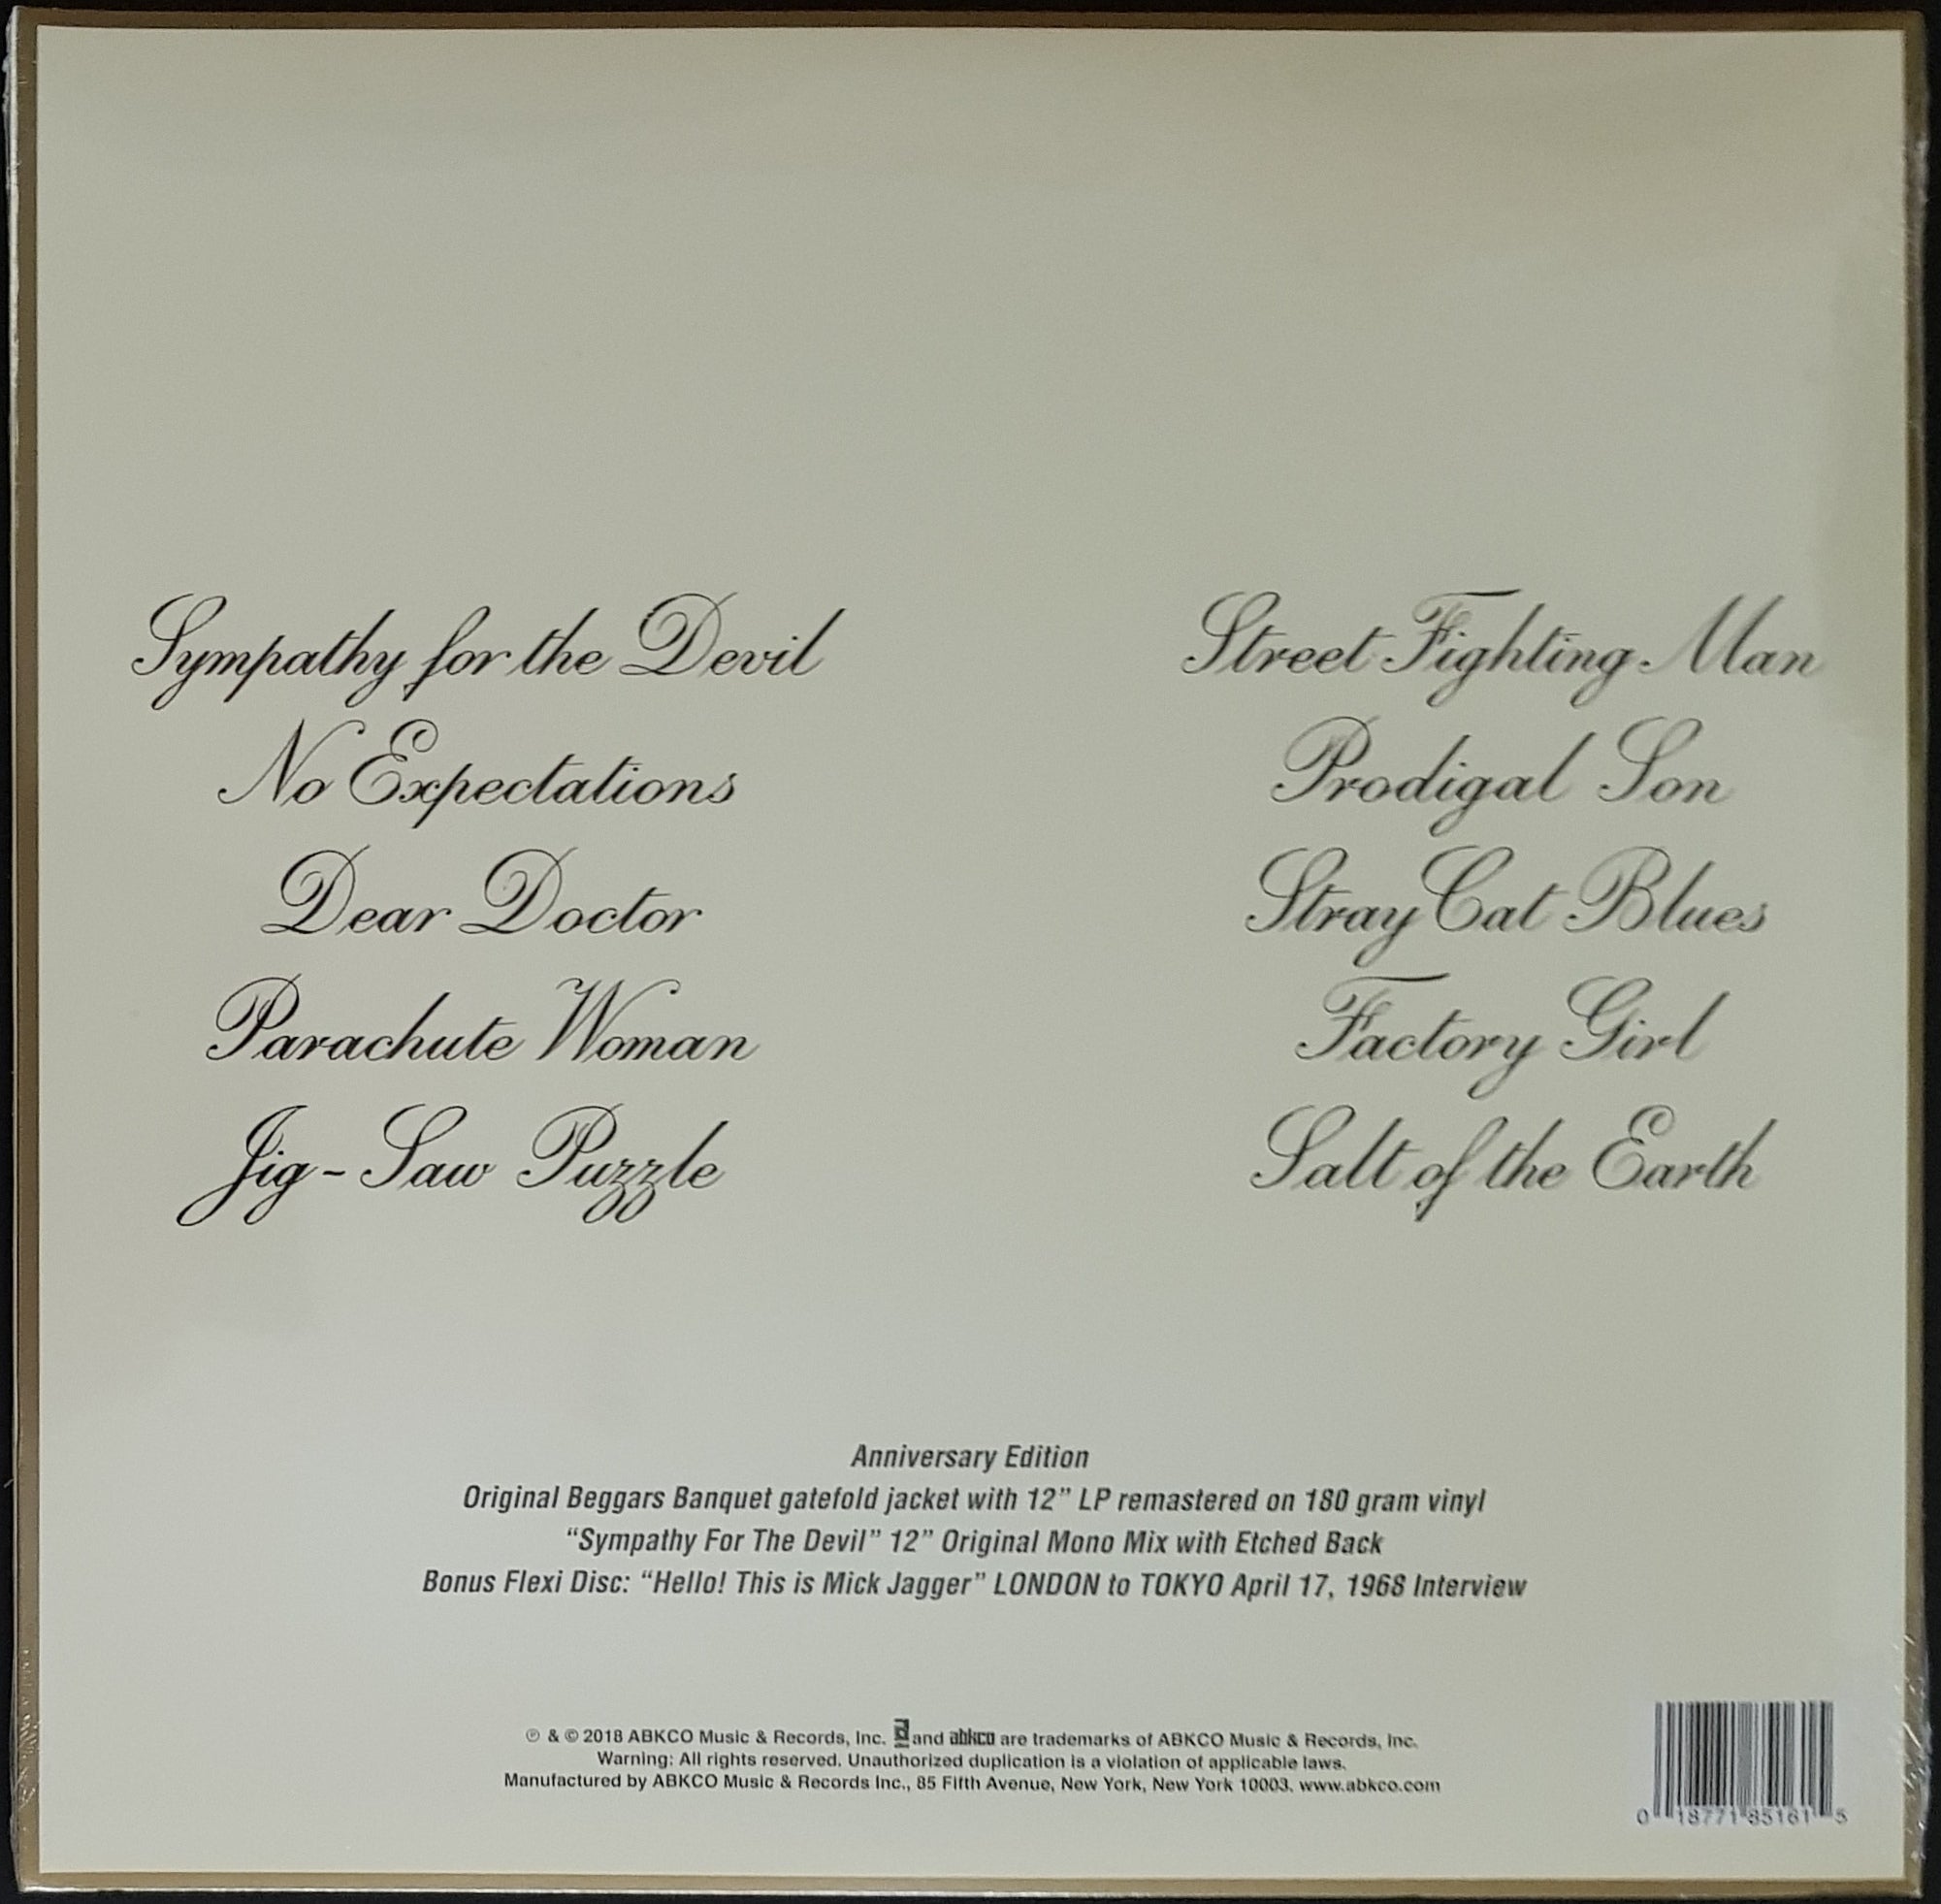 Sympathy for the Devil
No Expectations
Dear Doctor
Parachute Woman
Jig-Saw Puzzle
Street Fighting Man
Prodigal Son
Stray Cat Blues
Factory Girl
Salt of the Earth
Anniversary Edition
Original Beggars Banquet gatefold jacket with 12” LP remastered on 180 gram vinyl
“Sympathy For The Devil” 12” Original Mono Mix with Etched Back
Bonus Flexi Disc: “Hello! This is Mick Jagger” LONDON to TOKYO April 17, 1968 Interview
℗ & © 2018 ABKCO Music & Records, Inc. a and abkco are trademarks of ABKCO Music & Records, Inc.
Warning: All rights reserved. Unauthorized duplication is a violation of applicable laws.
Manufactured by ABKCO Music & Records Inc., 85 Fifth Avenue, New York, New York 10003. www.abkco.com
0 18771-85161 5